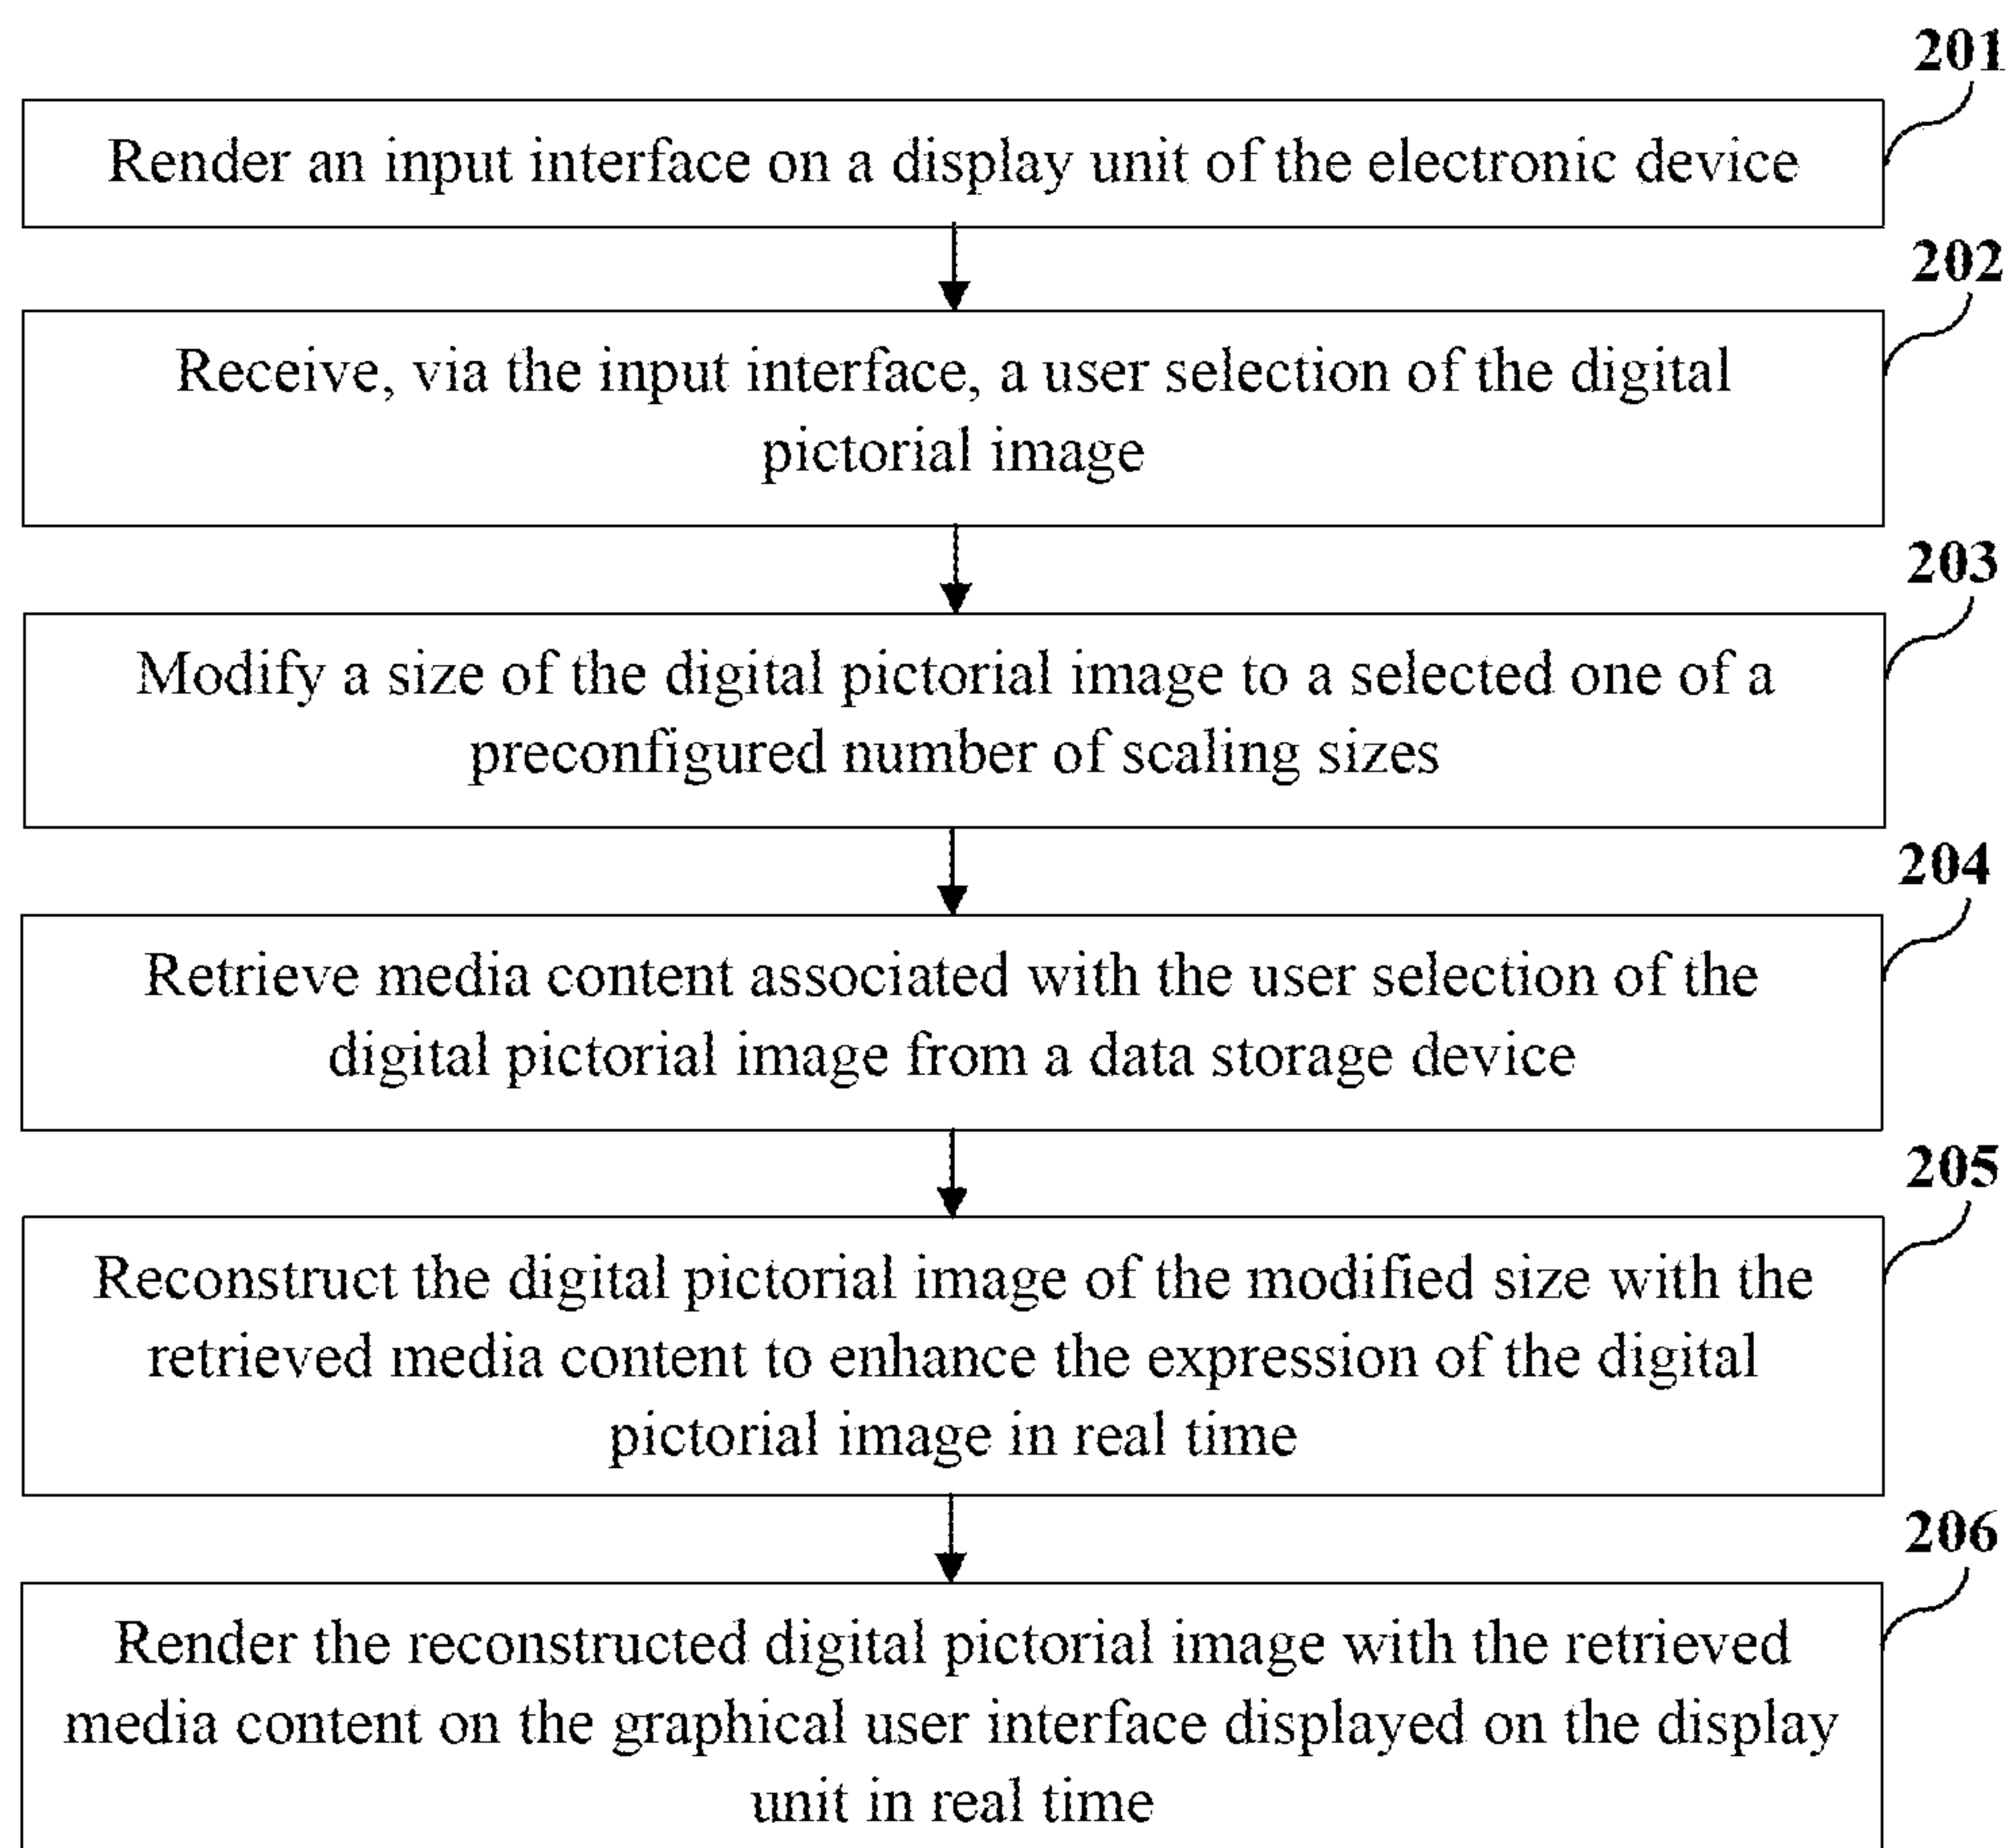 201
Render an input interface on a display unit of the electronic device
202
Receive, via the input interface, a user selection of the digital
pictorial image
203
Modify a size of the digital pictorial image to a selected one of a
preconfigured number of scaling sizes
204
Retrieve media content associated with the user selection of the
digital pictorial image from a data storage device
205
Reconstruct the digital pictorial image of the modified size with the
retrieved media content to enhance the expression of the digital
pictorial image in real time
206
Render the reconstructed digital pictorial image with the retrieved
media content on the graphical user interface displayed on the display
unit in real time